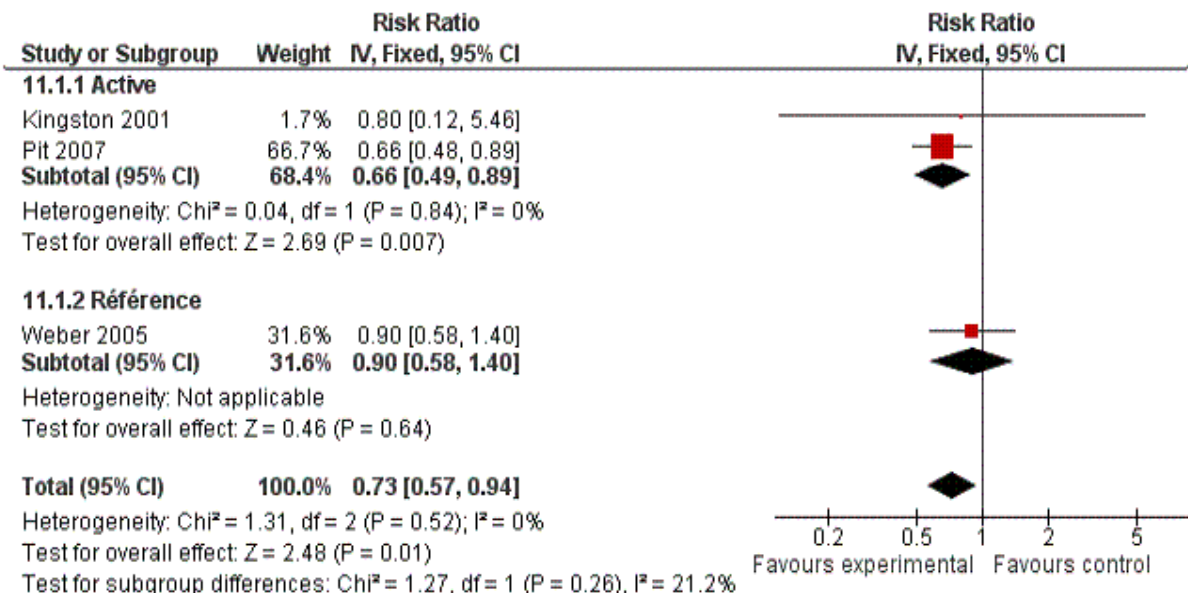 Risk Ratio Risk Ratio
Study or Subgroup Weight IV, Fixed, 95% CI IV, Fixed, 95% CI
11.1.1 Active
Kingston 2001 1.7% 0.80 [0.12, 5.46]
Pit 2007 66.7% 0.66 [0.48, 0.89]
Subtotal (95% CI) 68.4% 0.66 [0.49, 0.89]
Heterogeneity: Chi² = 0.04, df = 1 (P = 0.84); I² = 0%
Test for overall effect: Z = 2.69 (P = 0.007)
11.1.2 Référence
Weber 2005 31.6% 0.90 [0.58, 1.40]
Subtotal (95% CI) 31.6% 0.90 [0.58, 1.40]
Heterogeneity: Not applicable
Test for overall effect: Z = 0.46 (P = 0.64)
Total (95% CI) 100.0% 0.73 [0.57, 0.94]
Heterogeneity: Chi² = 1.31, df = 2 (P = 0.52); I² = 0%
Test for overall effect: Z = 2.48 (P = 0.01)
Test for subgroup differences: Chi² = 1.27, df = 1 (P = 0.26), I² = 21.2%
0.2 0.5 1 2 5
Favours experimental Favours control